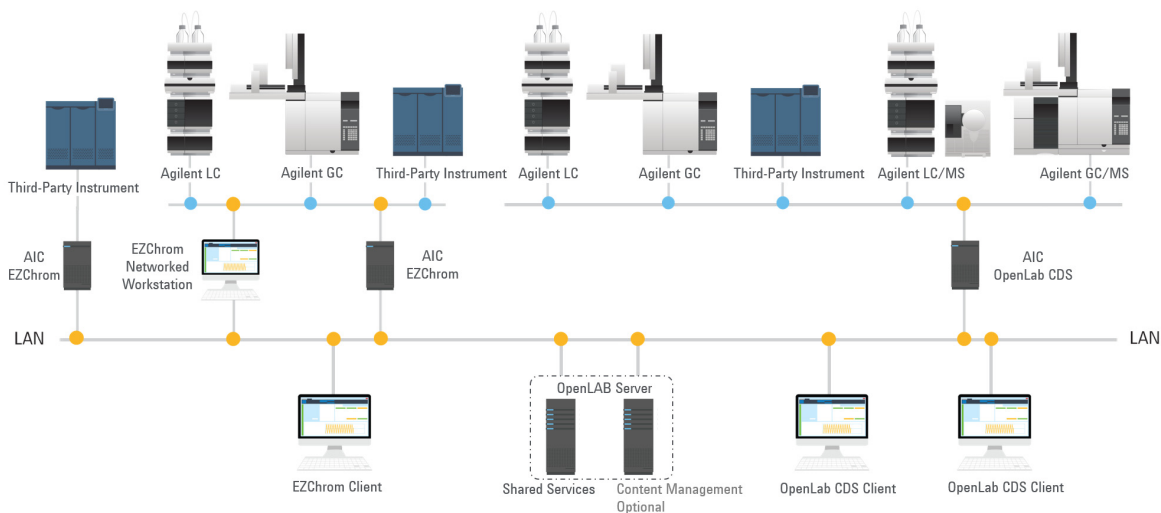 Third-Party Instrument
Agilent LC
Agilent GC
Third-Party Instrument
Agilent LC
Agilent GC
Third-Party Instrument
Agilent LC/MS
Agilent GC/MS
AIC
EZChrom
EZChrom
Networked
Workstation
AIC
EZChrom
AIC
OpenLab CDS
LAN
LAN
OpenLAB Server
EZChrom Client
Shared Services
Content Management
Optional
OpenLab CDS Client
OpenLab CDS Client